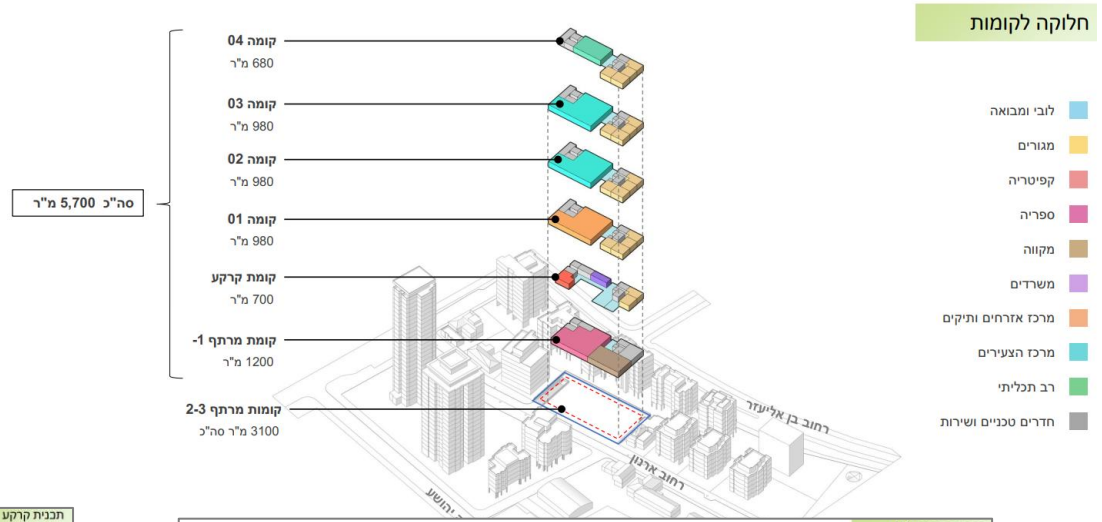 חלוקה לקומות
קומה 04
680 מ"ר
קומה 03
980 מ"ר
קומה 02
980 מ"ר
קומה 01
980 מ"ר
קומת קרקע
700 מ"ר
קומת מרתף 1-
1200 מ"ר
קומות מרתף 2-3
3100 מ"ר סה"כ
סה"כ 5,700 מ"ר
לובי ומבואה
מגורים
קפיטריה
ספריה
מקווה
משרדים
מרכז אזרחים ותיקים
מרכז הצעירים
רב תכליתי
חדרים טכניים ושירות
רחוב בן אליעזר
רחוב ארנון
יהושע
תכנית קרקע